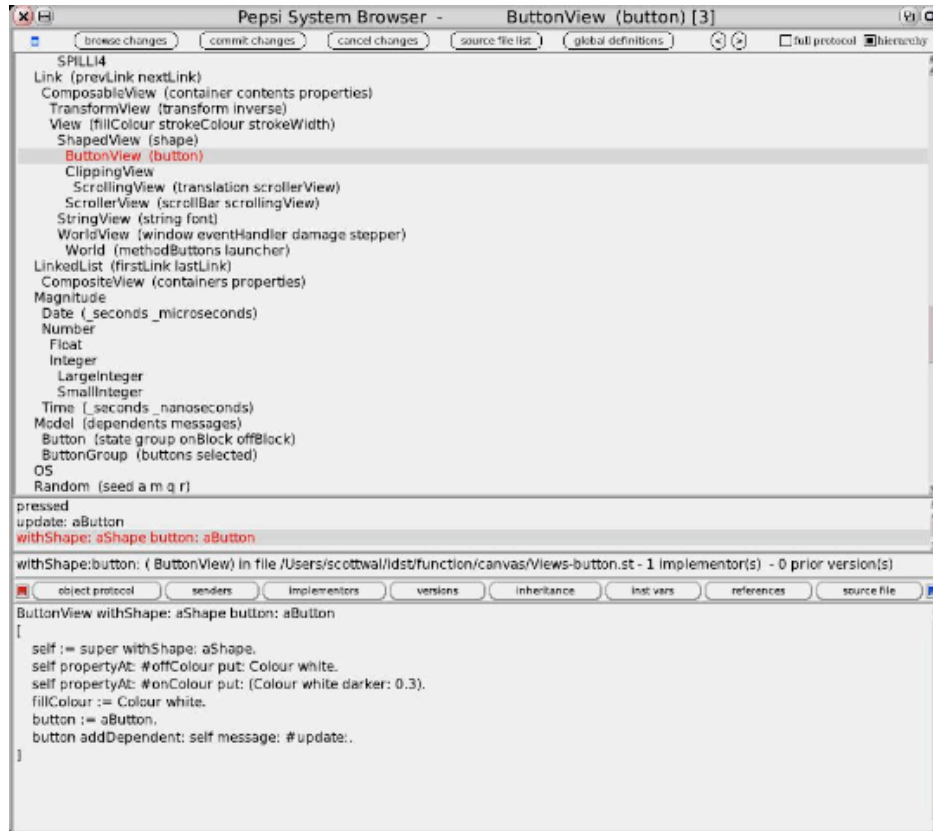 Pepsi System Browser - ButtonView (button) [3]
browse changes commit changes cancel changes source file list global definitions < > full protocol hierarchy
SPILLI4
Link (prevLink nextLink)
ComposableView (container contents properties)
TransformView (transform inverse)
View (fillColour strokeColour strokeWidth)
ShapedView (shape)
ButtonView (button)
ClippingView
ScrollingView (translation scrollerView)
ScrollerView (scrollBar scrollingView)
StringView (string font)
WorldView (window eventHandler damage stepper)
World (methodButtons launcher)
LinkedList (firstLink lastLink)
CompositeView (containers properties)
Magnitude
Date (_seconds _microseconds)
Number
Float
Integer
LargeInteger
SmallInteger
Time (_seconds _nanoseconds)
Model (dependents messages)
Button (state group onBlock offBlock)
ButtonGroup (buttons selected)
OS
Random (seed a m q r)
pressed
update: aButton
withShape: aShape button: aButton
withShape:button: ( ButtonView) in file /Users/scottwal/idst/function/canvas/Views-button.st - 1 implementor(s) - 0 prior version(s)
object protocol senders implementors versions inheritance inst vars references source file
ButtonView withShape: aShape button: aButton
[
self := super withShape: aShape.
self propertyAt: #offColour put: Colour white.
self propertyAt: #onColour put: (Colour white darker: 0.3).
fillColour := Colour white.
button := aButton.
button addDependent: self message: #update:.
]